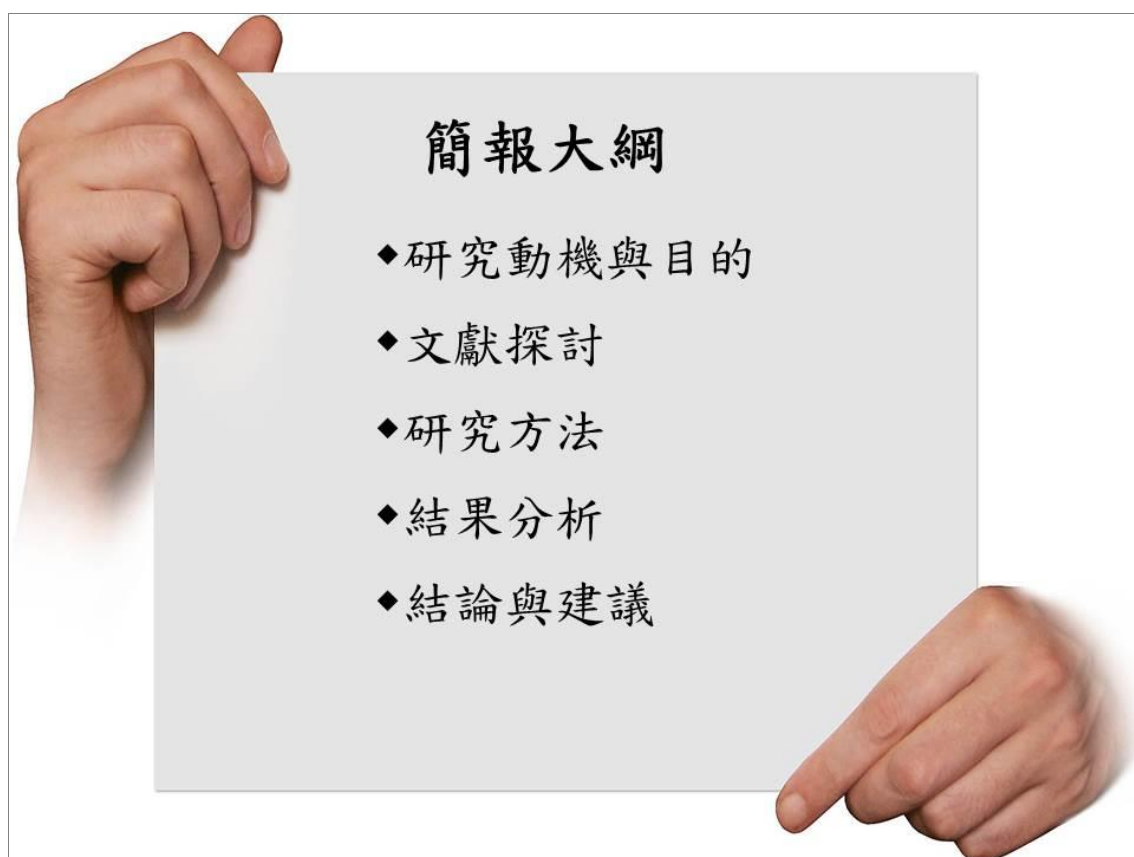 簡報大綱
◆研究動機與目的
◆文獻探討
◆研究方法
◆結果分析
◆結論與建議